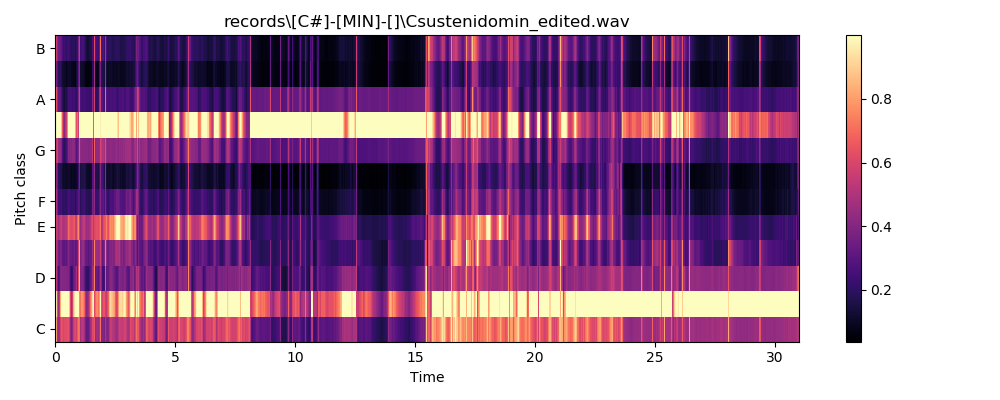 records\[C#]-[MIN]-[]\Csustenidomin_edited.wav
B
A
G
F
E
D
C
Pitch class
0 5 10 15 20 25 30
Time
0.8
0.6
0.4
0.2